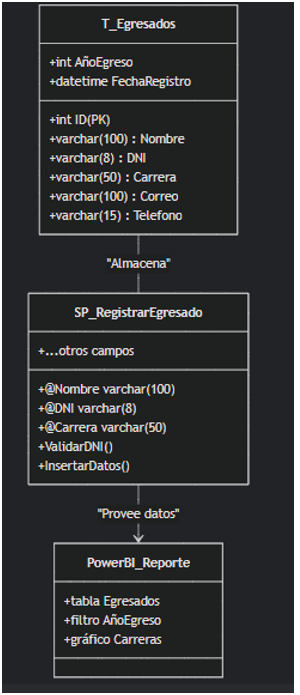 T_Egresados
+int AñoEgreso
+datetime FechaRegistro
+int ID(PK)
+varchar(100) : Nombre
+varchar(8) : DNI
+varchar(50) : Carrera
+varchar(100) : Correo
+varchar(15) : Telefono
"Almacena"
SP_RegistrarEgresado
+...otros campos
+@Nombre varchar(100)
+@DNI varchar(8)
+@Carrera varchar(50)
+ValidarDNI()
+InsertarDatos()
"Provee datos"
PowerBI_Reporte
+tabla Egresados
+filtro AñoEgreso
+gráfico Carreras